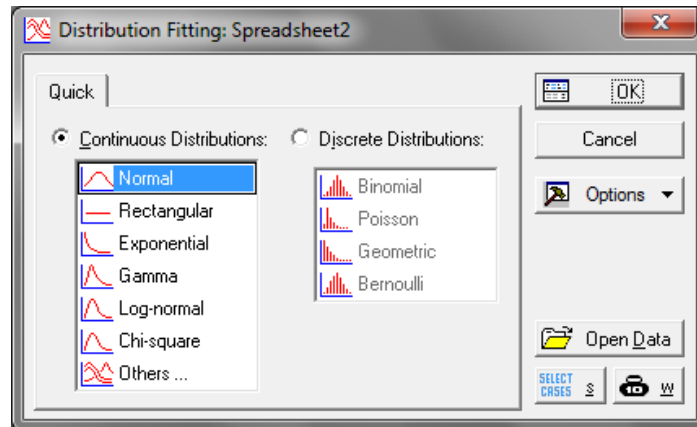 Distribution Fitting: Spreadsheet2
x
Quick
Continuous Distributions:
Normal
Rectangular
Exponential
Gamma
Log-normal
Chi-square
Others ...
Discrete Distributions:
Binomial
Poisson
Geometric
Bernoulli
OK
Cancel
Options
Open Data
SELECT
CASES S
W